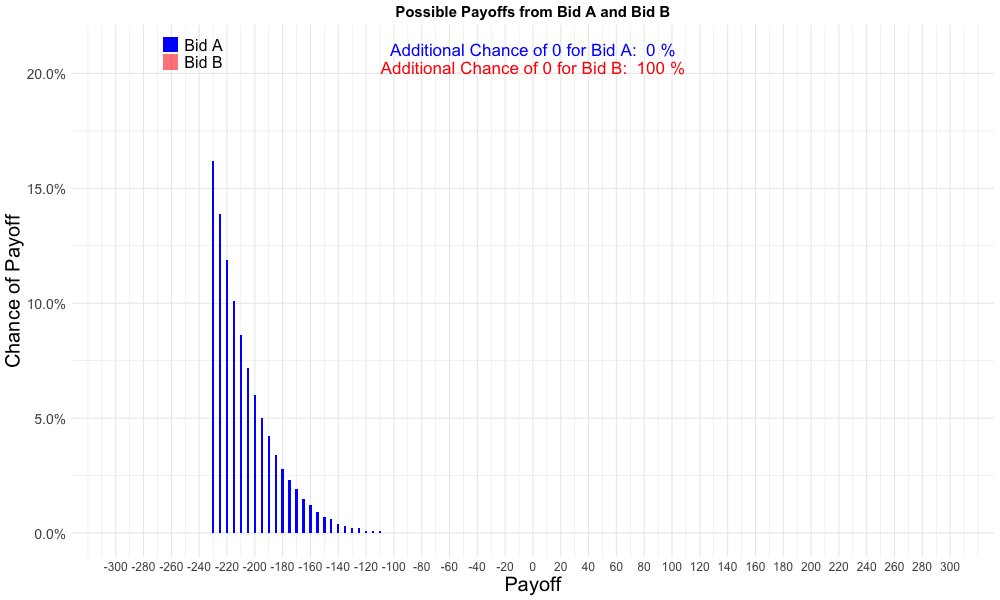 Possible Payoffs from Bid A and Bid B
Bid A
Bid B
Additional Chance of 0 for Bid A:  0 %
Additional Chance of 0 for Bid B:  100 %
Chance of Payoff
20.0%
15.0%
10.0%
5.0%
0.0%
-300 -280 -260 -240 -220 -200 -180 -160 -140 -120 -100 -80 -60 -40 -20 0 20 40 60 80 100 120 140 160 180 200 220 240 260 280 300
Payoff